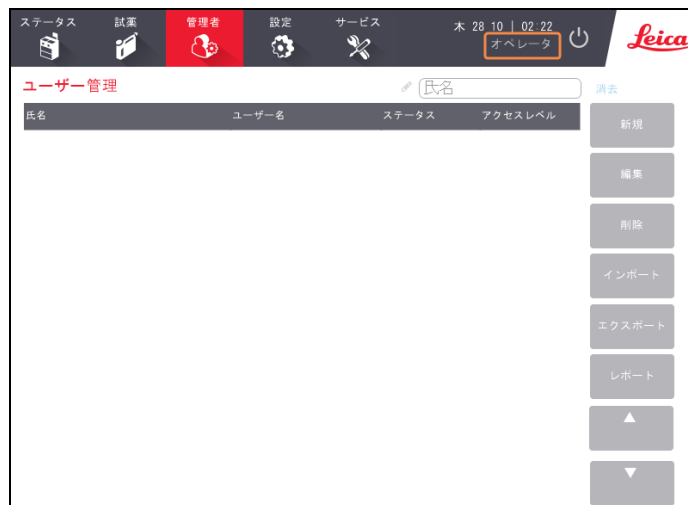 ステータス 試薬 管理者 設定 サービス 木 28 10 | 02:22
オペレータ
Leica
ユーザー管理 氏名 消去
氏名 ユーザー名 ステータス アクセスレベル
新規
編集
削除
インポート
エクスポート
レポート